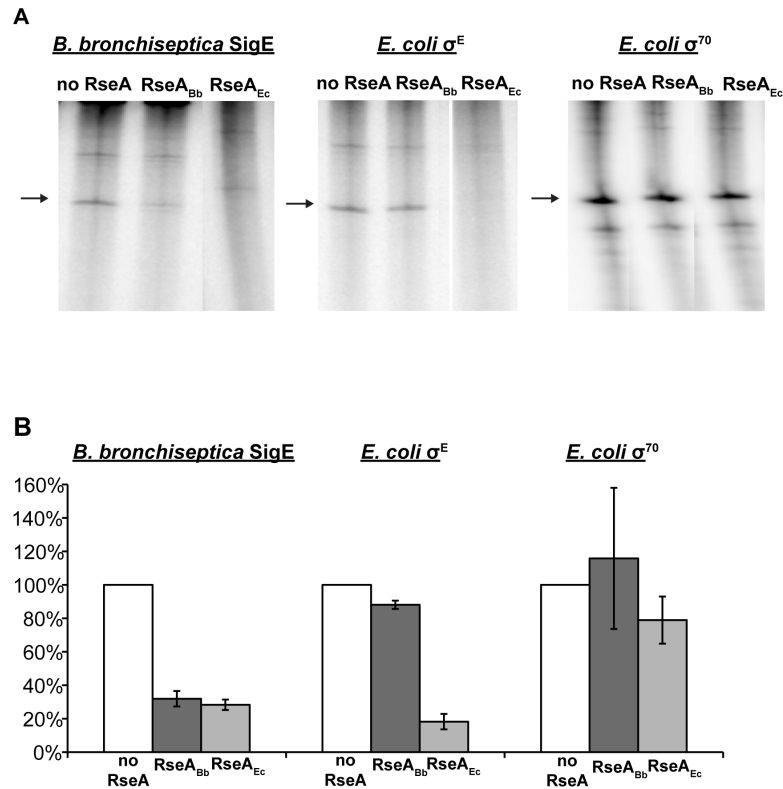 A
B. bronchiseptica SigE
E. coli σE
E. coli σ70
no RseA RseABb RseAEc
no RseA RseABb RseAEc
no RseA RseABb RseAEc
B
B. bronchiseptica SigE
E. coli σE
E. coli σ70
160%
140%
120%
100%
80%
60%
40%
20%
0%
no RseA
RseABb
RseAEc
no RseA
RseABb
RseAEc
no RseA
RseABb
RseAEc